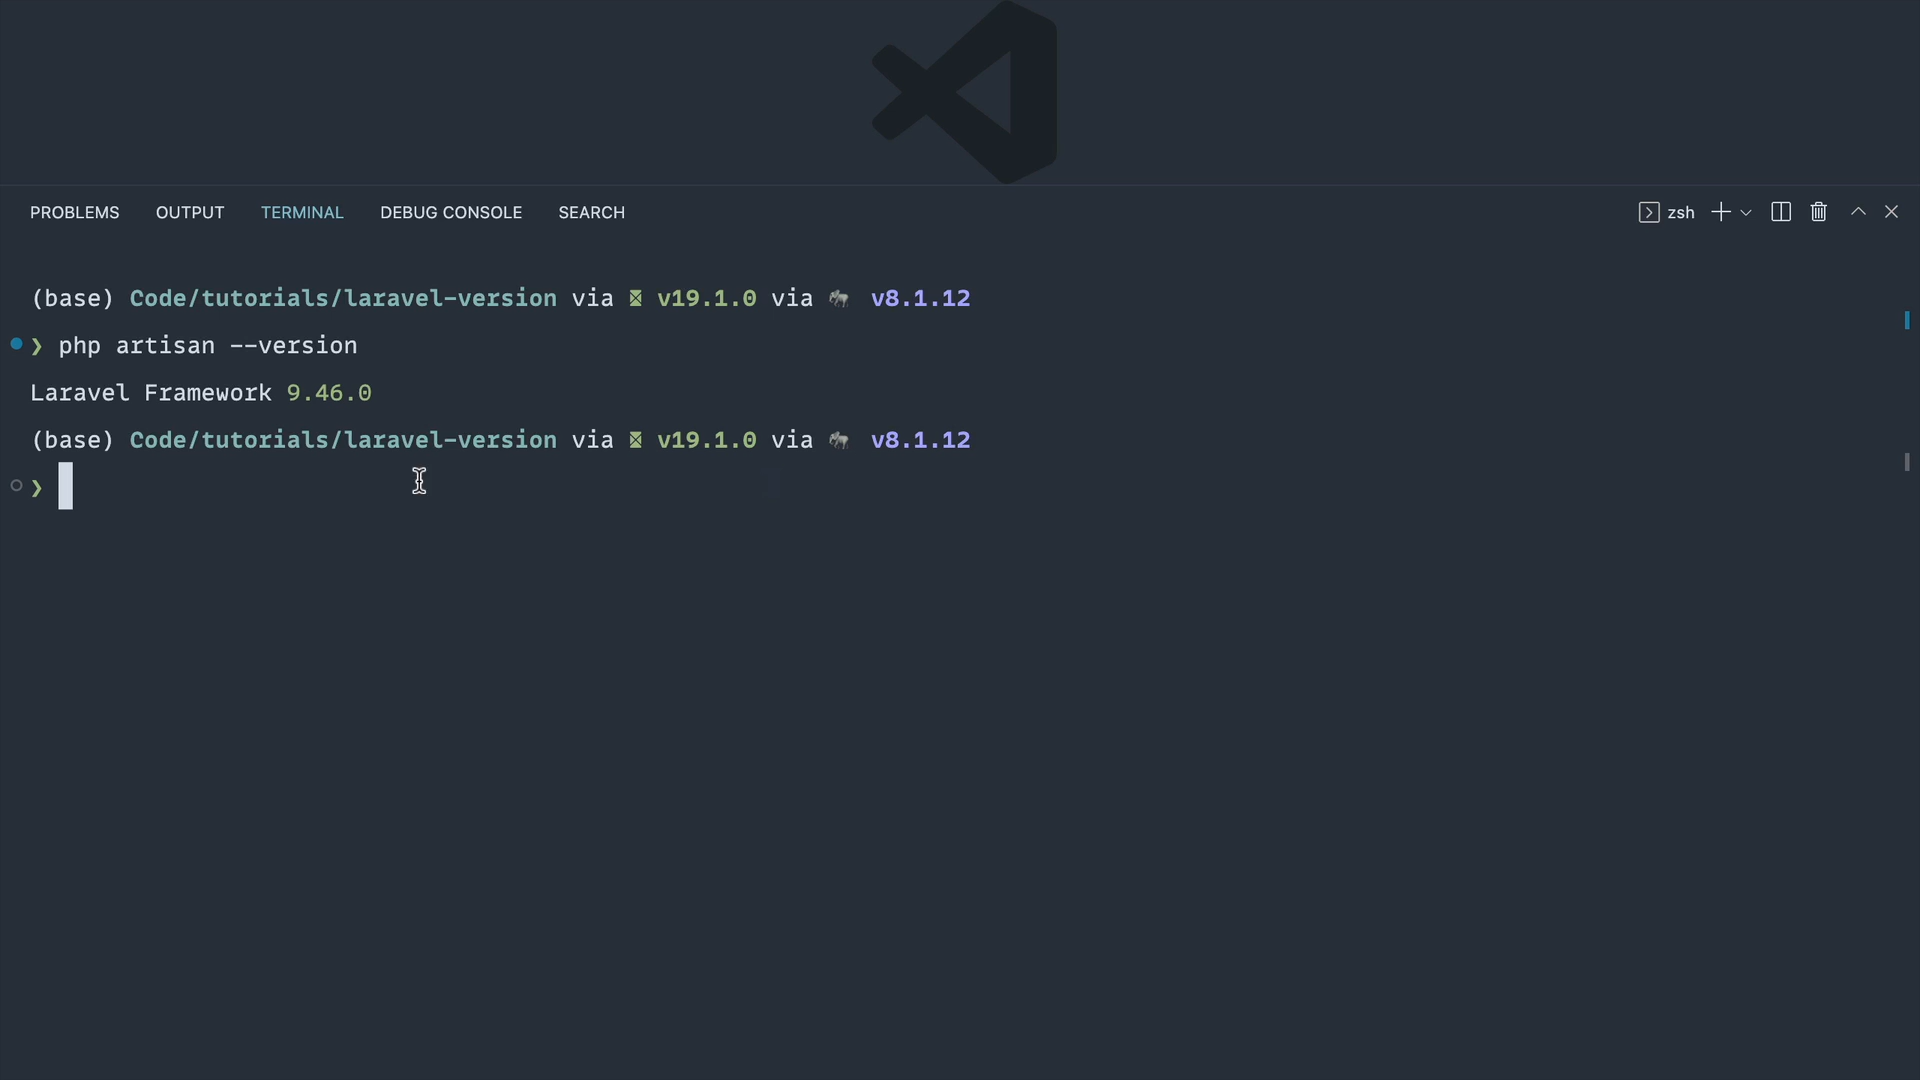 PROBLEMS OUTPUT TERMINAL DEBUG CONSOLE SEARCH zsh
(base) Code/tutorials/laravel-version via v19.1.0 via 🐘 v8.1.12
❯ php artisan --version
Laravel Framework 9.46.0
(base) Code/tutorials/laravel-version via v19.1.0 via 🐘 v8.1.12
❯